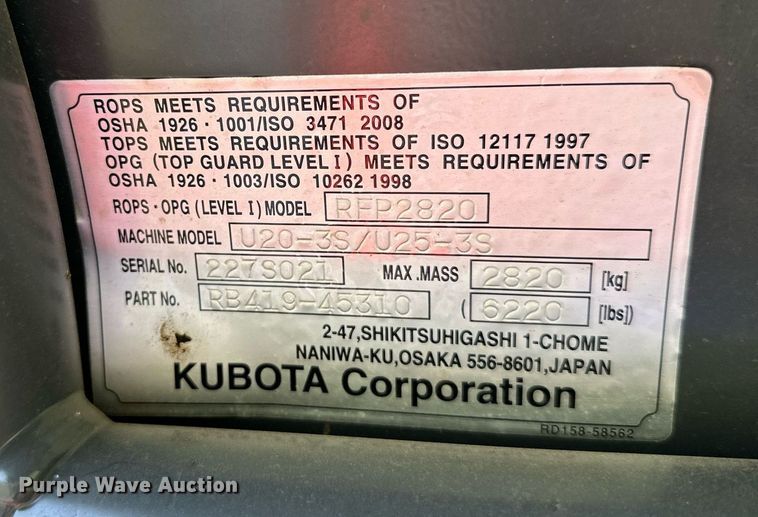 ROPS MEETS REQUIREMENTS OF
OSHA 1926・1001/ISO 3471 2008
TOPS MEETS REQUIREMENTS OF ISO 12117 1997
OPG (TOP GUARD LEVEL I) MEETS REQUIREMENTS OF
OSHA 1926・1003/ISO 10262 1998
ROPS・OPG (LEVEL I) MODEL RFP2820
MACHINE MODEL U20-3S/U25-3S
SERIAL No. 227S021 MAX.MASS 2820 [kg]
PART No. RB419-45310 (6220 [lbs])
2-47,SHIKITSUHIGASHI 1-CHOME
NANIWA-KU,OSAKA 556-8601,JAPAN
KUBOTA Corporation
RD158-58562
Purple Wave Auction